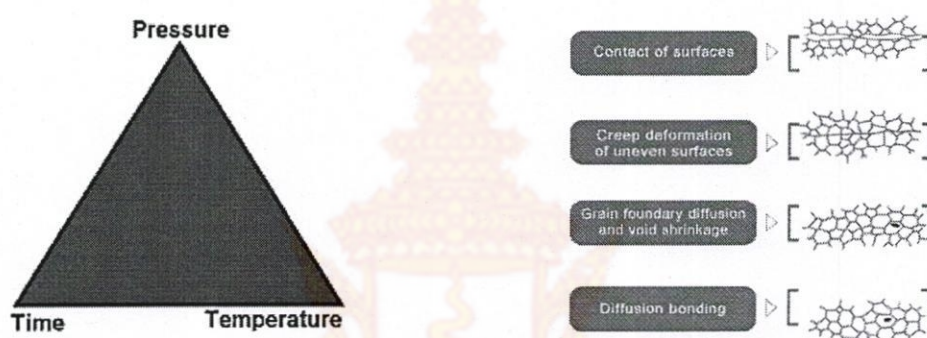 Pressure
Time
Temperature
Contact of surfaces
Creep deformation
of uneven surfaces
Grain foundary diffusion
and void shrinkage
Diffusion bonding